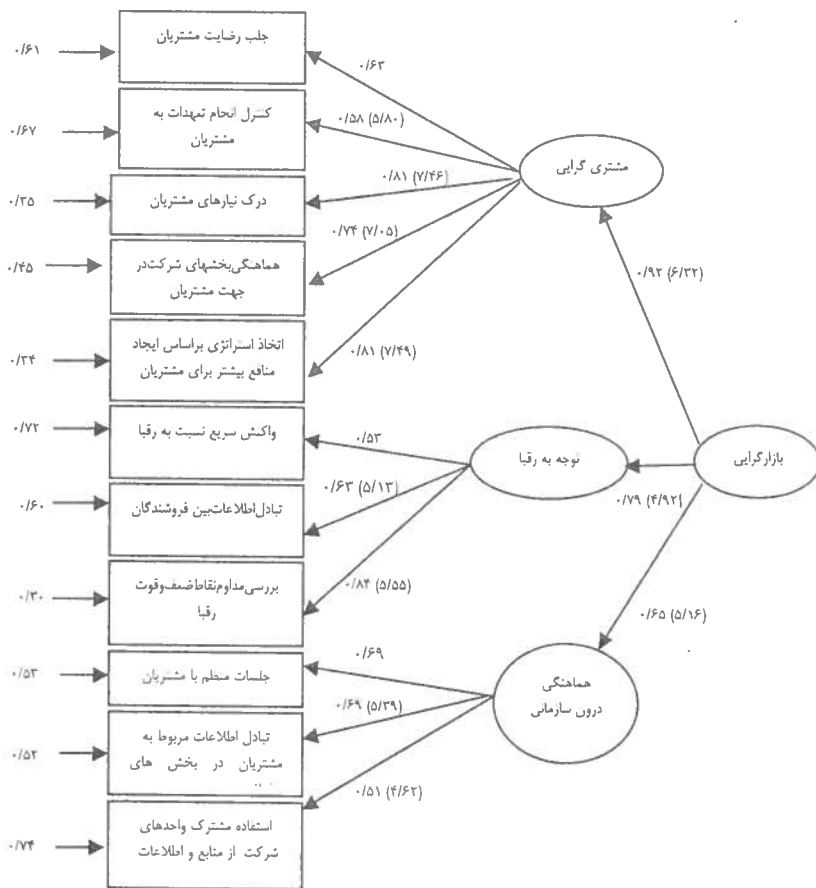 جلب رضایت مشتریان
۰/۶۱
۰/۶۳
کنترل انجام تعهدات به
مشتریان
۰/۶۷
۰/۵۸ (۵/۸۰)
درک نیازهای مشتریان
۰/۳۵
۰/۸۱ (۷/۴۶)
هماهنگی‌بخشهای شرکت‌در
جهت مشتریان
۰/۴۵
۰/۷۴ (۷/۰۵)
اتخاذ استراتژی براساس ایجاد
منافع بیشتر برای مشتریان
۰/۳۴
۰/۸۱ (۷/۴۹)
مشتری گرایی
۰/۹۲ (۶/۳۲)
واکنش سریع نسبت به رقبا
۰/۷۲
۰/۵۳
تبادل‌اطلاعات‌بین فروشندگان
۰/۶۰
۰/۶۳ (۵/۱۳)
بررسی‌مداوم‌نقاط‌ضعف‌وقوت
رقبا
۰/۳۰
۰/۸۴ (۵/۵۵)
توجه به رقبا
۰/۷۹ (۴/۹۲)
بازارگرایی
جلسات منظم با مشتریان
۰/۵۳
۰/۶۹
تبادل اطلاعات مربوط به
مشتریان در بخش های
۰/۵۲
۰/۶۹ (۵/۳۹)
استفاده مشترک واحدهای
شرکت از منابع و اطلاعات
۰/۷۴
۰/۵۱ (۴/۶۲)
هماهنگی
درون سازمانی
۰/۶۵ (۵/۱۶)